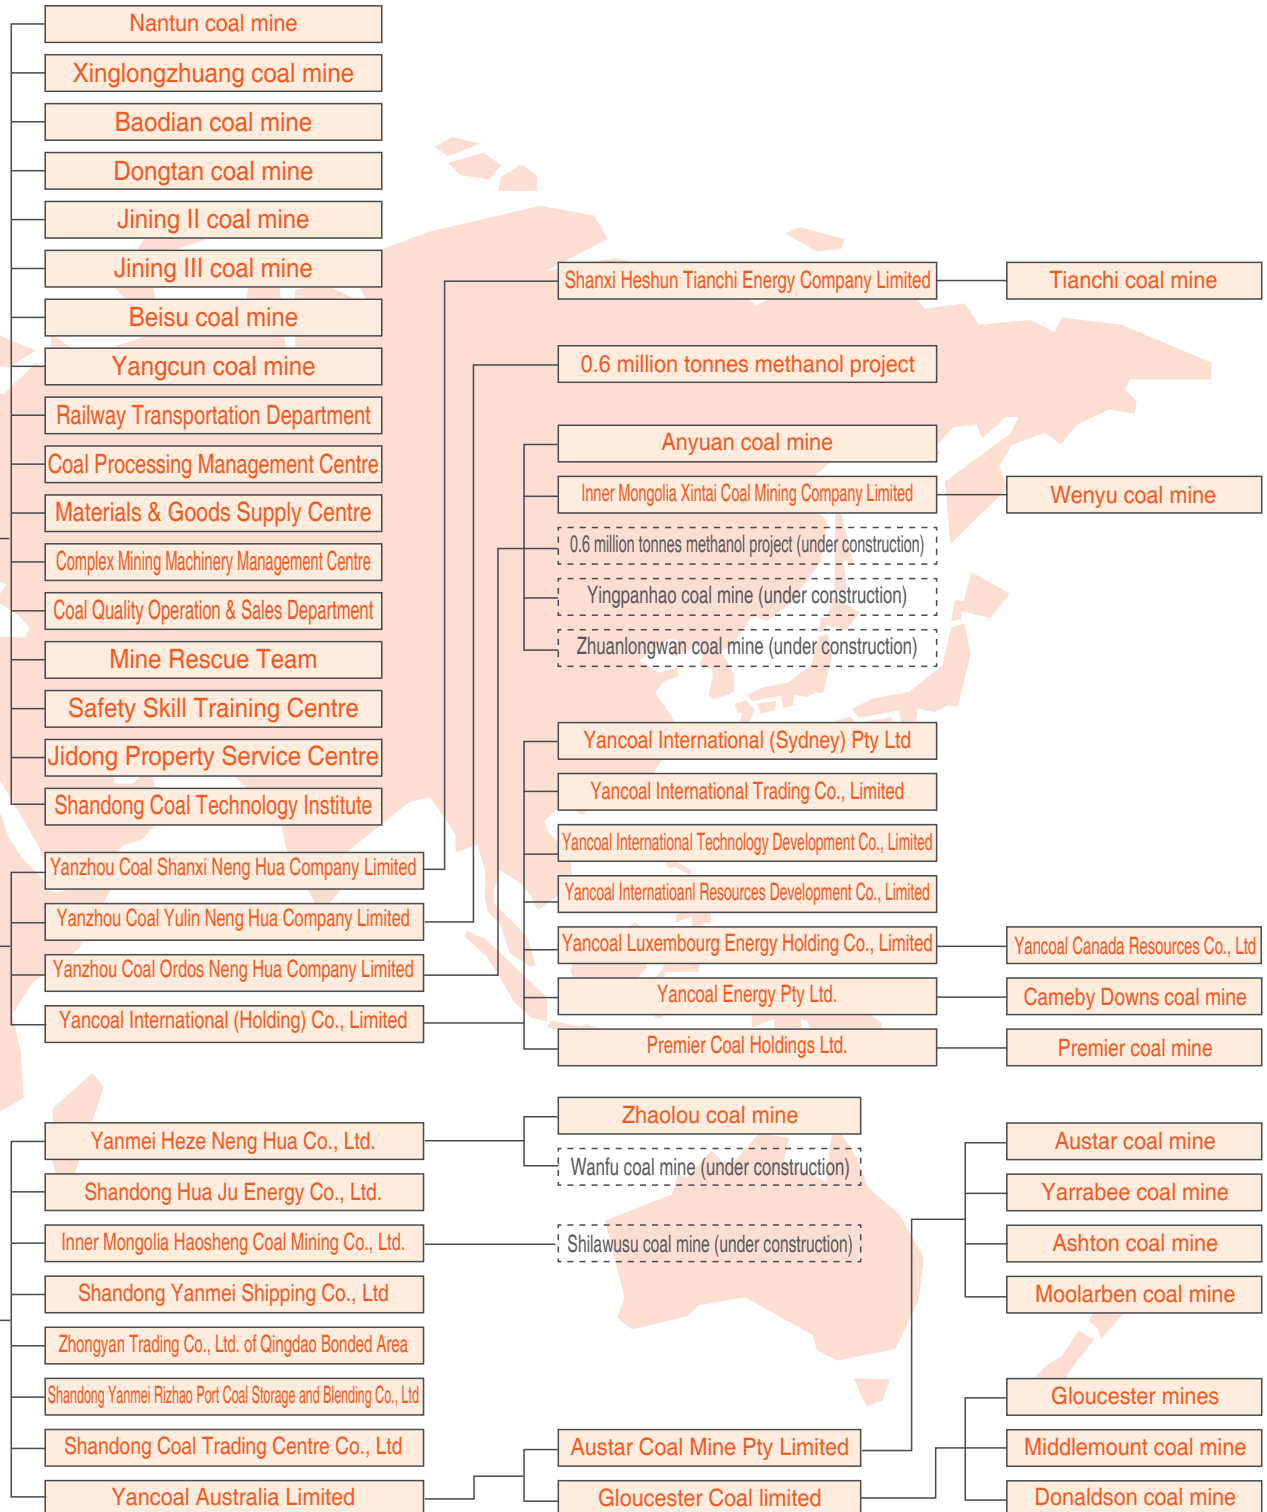 Nantun coal mine
Xinglongzhuang coal mine
Baodian coal mine
Dongtan coal mine
Jining II coal mine
Jining III coal mine
Beisu coal mine
Yangcun coal mine
Railway Transportation Department
Coal Processing Management Centre
Materials & Goods Supply Centre
Complex Mining Machinery Management Centre
Coal Quality Operation & Sales Department
Mine Rescue Team
Safety Skill Training Centre
Jidong Property Service Centre
Shandong Coal Technology Institute
Yanzhou Coal Shanxi Neng Hua Company Limited
Yanzhou Coal Yulin Neng Hua Company Limited
Yanzhou Coal Ordos Neng Hua Company Limited
Yancoal International (Holding) Co., Limited
Shanxi Heshun Tianchi Energy Company Limited
Tianchi coal mine
0.6 million tonnes methanol project
Anyuan coal mine
Inner Mongolia Xintai Coal Mining Company Limited
Wenyu coal mine
0.6 million tonnes methanol project (under construction)
Yingpanhao coal mine (under construction)
Zhuanlongwan coal mine (under construction)
Yancoal International (Sydney) Pty Ltd
Yancoal International Trading Co., Limited
Yancoal International Technology Development Co., Limited
Yancoal Internatioanl Resources Development Co., Limited
Yancoal Luxembourg Energy Holding Co., Limited
Yancoal Canada Resources Co., Ltd
Yancoal Energy Pty Ltd.
Cameby Downs coal mine
Premier Coal Holdings Ltd.
Premier coal mine
Yanmei Heze Neng Hua Co., Ltd.
Shandong Hua Ju Energy Co., Ltd.
Inner Mongolia Haosheng Coal Mining Co., Ltd.
Shandong Yanmei Shipping Co., Ltd
Zhongyan Trading Co., Ltd. of Qingdao Bonded Area
Shandong Yanmei Rizhao Port Coal Storage and Blending Co., Ltd
Shandong Coal Trading Centre Co., Ltd
Yancoal Australia Limited
Zhaolou coal mine
Wanfu coal mine (under construction)
Shilawusu coal mine (under construction)
Austar Coal Mine Pty Limited
Gloucester Coal limited
Austar coal mine
Yarrabee coal mine
Ashton coal mine
Moolarben coal mine
Gloucester mines
Middlemount coal mine
Donaldson coal mine